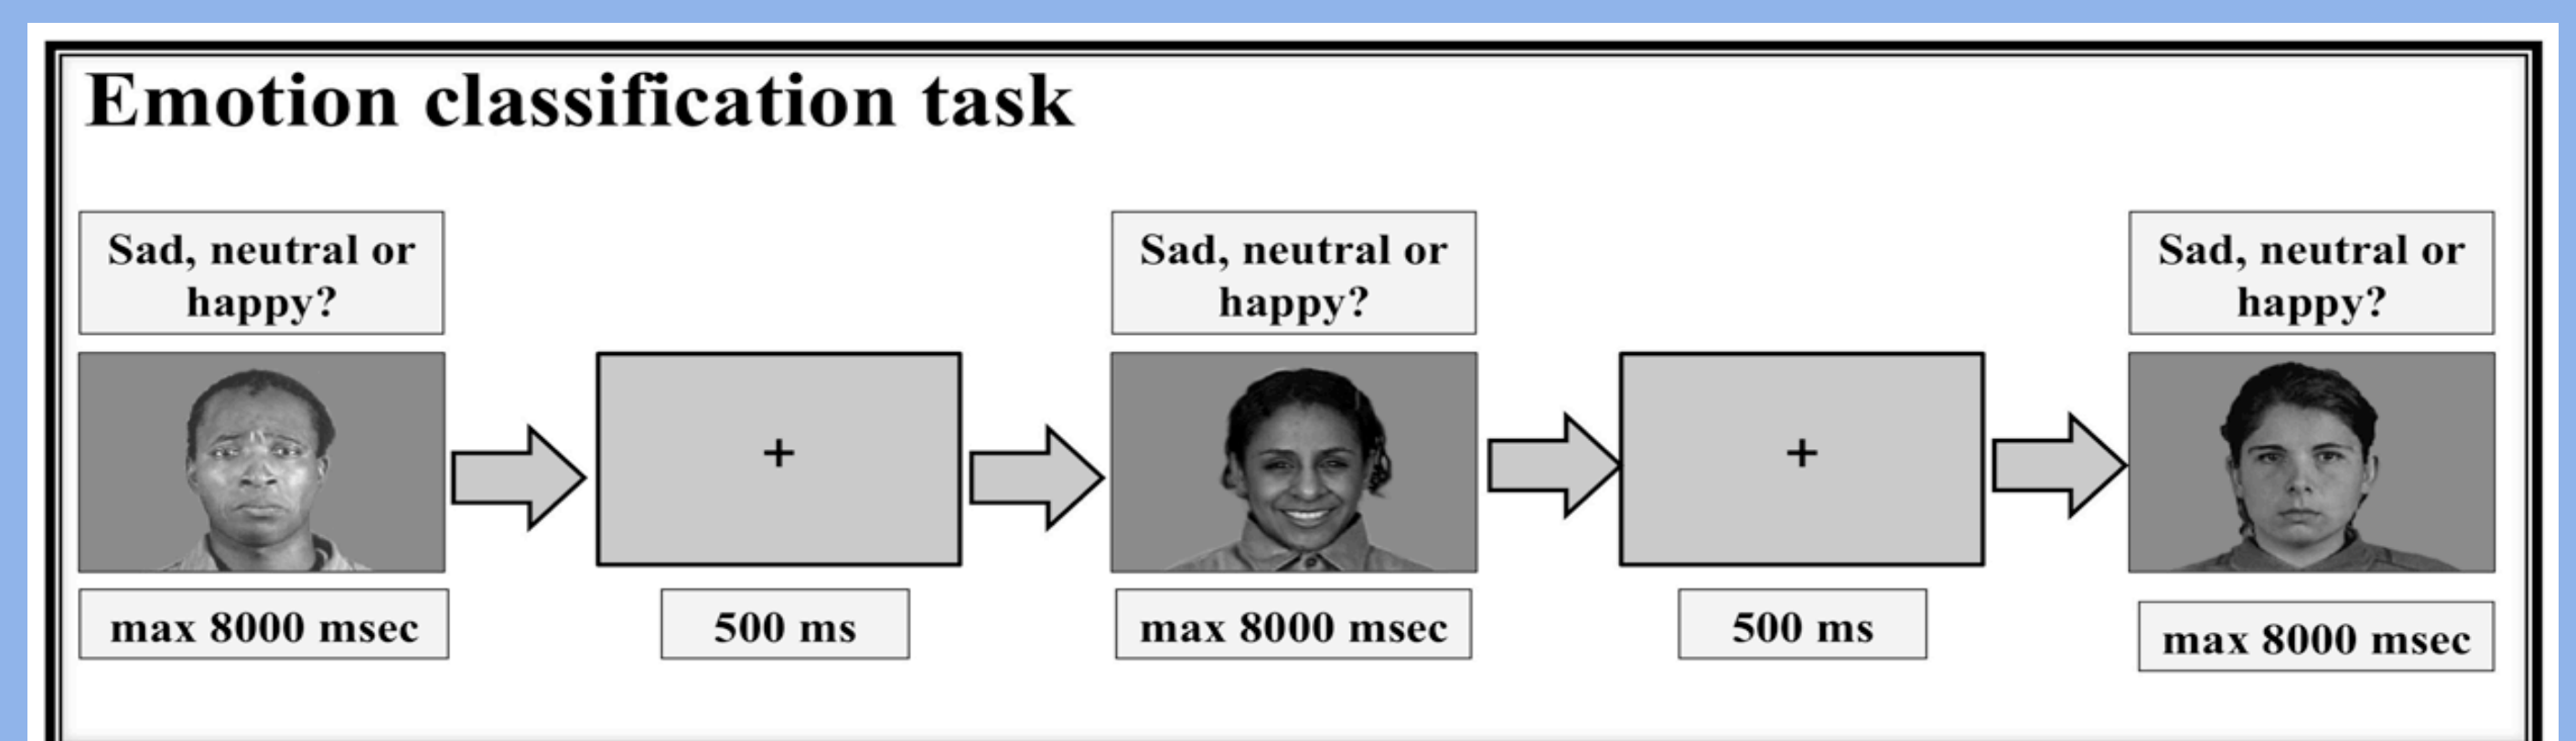 Emotion classification task
Sad, neutral or
happy?
Sad, neutral or
happy?
Sad, neutral or
happy?
+
+
max 8000 msec
500 ms
max 8000 msec
500 ms
max 8000 msec